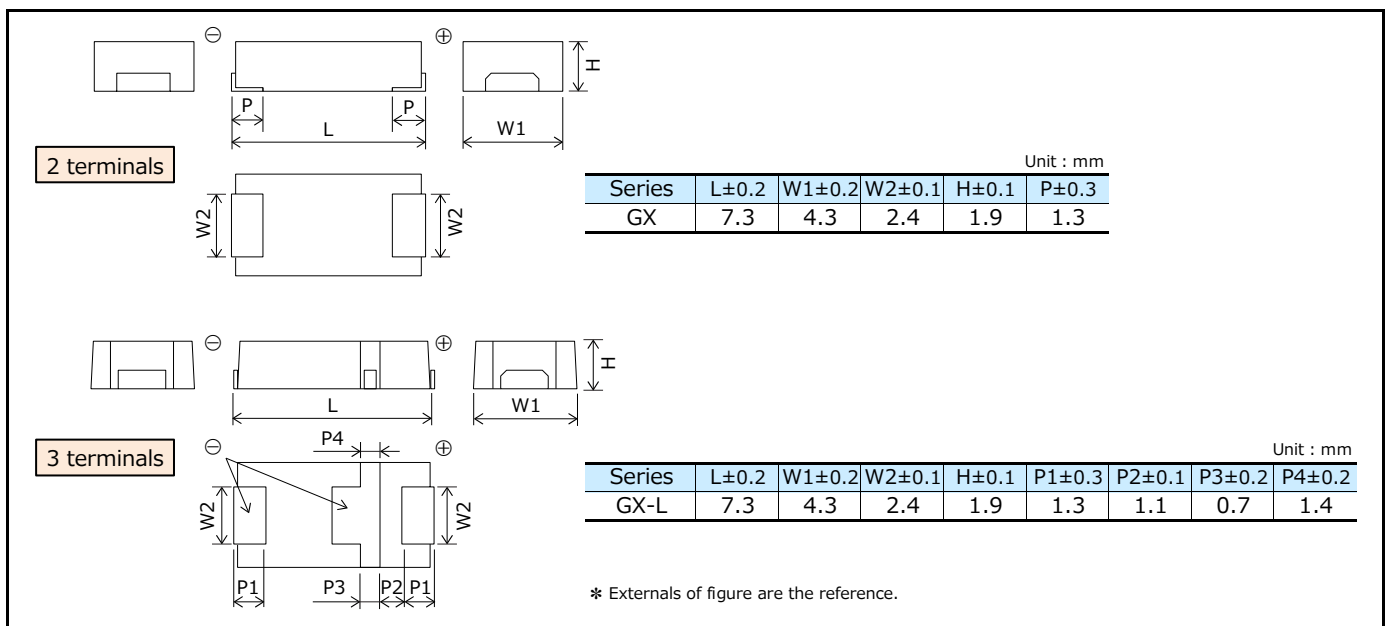 ⊖ ⊕
H
P P
L W1
2 terminals
W2 W2
Unit : mm
Series L±0.2 W1±0.2 W2±0.1 H±0.1 P±0.3
GX 7.3 4.3 2.4 1.9 1.3
⊖ ⊕
H
L W1
3 terminals
⊖ P4 ⊕
W2 W2
P1 P3 P2 P1
Unit : mm
Series L±0.2 W1±0.2 W2±0.1 H±0.1 P1±0.3 P2±0.1 P3±0.2 P4±0.2
GX-L 7.3 4.3 2.4 1.9 1.3 1.1 0.7 1.4
✻ Externals of figure are the reference.